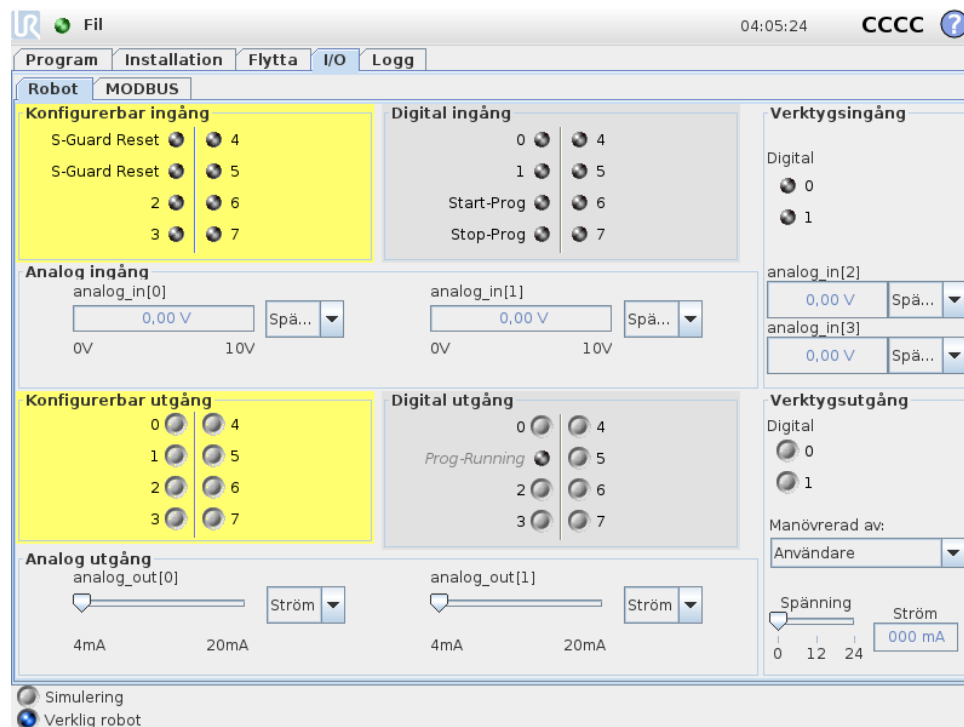 UR Fil 04:05:24 CCCC ?
Program Installation Flytta I/O Logg
Robot MODBUS
Konfigurerbar ingång
S-Guard Reset 4
S-Guard Reset 5
2 6
3 7
Digital ingång
0 4
1 5
Start-Prog 6
Stop-Prog 7
Verktygsingång
Digital
0
1
Analog ingång
analog_in[0]
0,00 V Spä...
0V 10V
analog_in[1]
0,00 V Spä...
0V 10V
analog_in[2]
0,00 V Spä...
analog_in[3]
0,00 V Spä...
Konfigurerbar utgång
0 4
1 5
2 6
3 7
Digital utgång
0 4
Prog-Running 5
2 6
3 7
Verktygsutgång
Digital
0
1
Manövrerad av:
Användare
Spänning
0 12 24
Ström
000 mA
Analog utgång
analog_out[0]
Ström
4mA 20mA
analog_out[1]
Ström
4mA 20mA
Simulering
Verklig robot